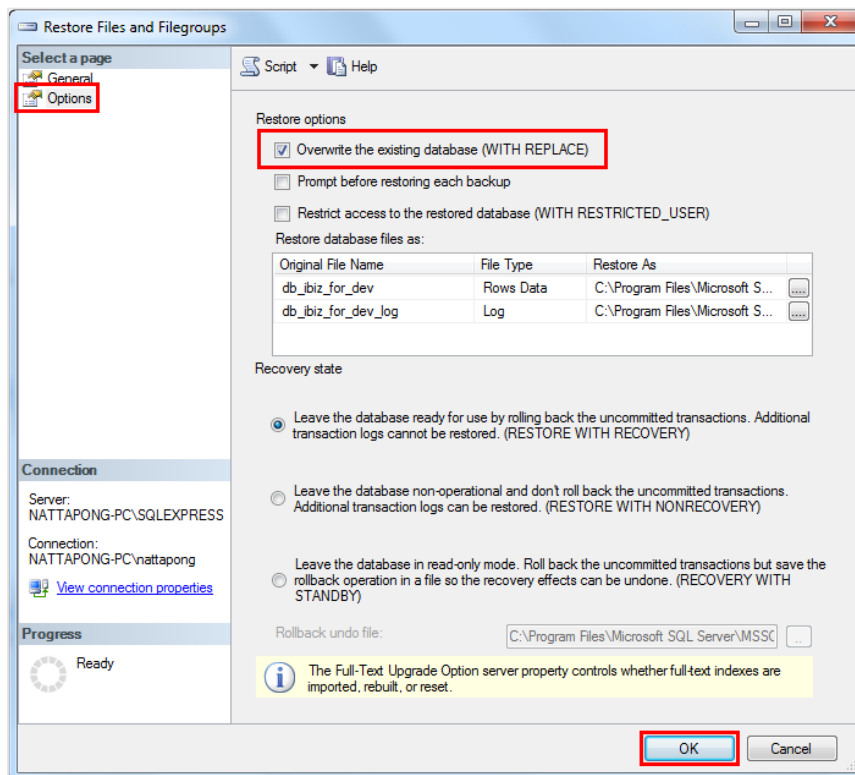 Restore Files and Filegroups
Select a page
General
Options
Script Help
Restore options
Overwrite the existing database (WITH REPLACE)
Prompt before restoring each backup
Restrict access to the restored database (WITH RESTRICTED_USER)
Restore database files as:
Original File Name File Type Restore As
db_ibiz_for_dev Rows Data C:\Program Files\Microsoft S... ....
db_ibiz_for_dev_log Log C:\Program Files\Microsoft S... ....
Recovery state
Leave the database ready for use by rolling back the uncommitted transactions. Additional
transaction logs cannot be restored. (RESTORE WITH RECOVERY)
Leave the database non-operational and don't roll back the uncommitted transactions.
Additional transaction logs can be restored. (RESTORE WITH NONRECOVERY)
Leave the database in read-only mode. Roll back the uncommitted transactions but save the
rollback operation in a file so the recovery effects can be undone. (RECOVERY WITH
STANDBY)
Rollback undo file: C:\Program Files\Microsoft SQL Server\MSSQ ..
The Full-Text Upgrade Option server property controls whether full-text indexes are
imported, rebuilt, or reset.
Connection
Server:
NATTAPONG-PC\SQLEXPRESS
Connection:
NATTAPONG-PC\nattapong
View connection properties
Progress
Ready
OK Cancel